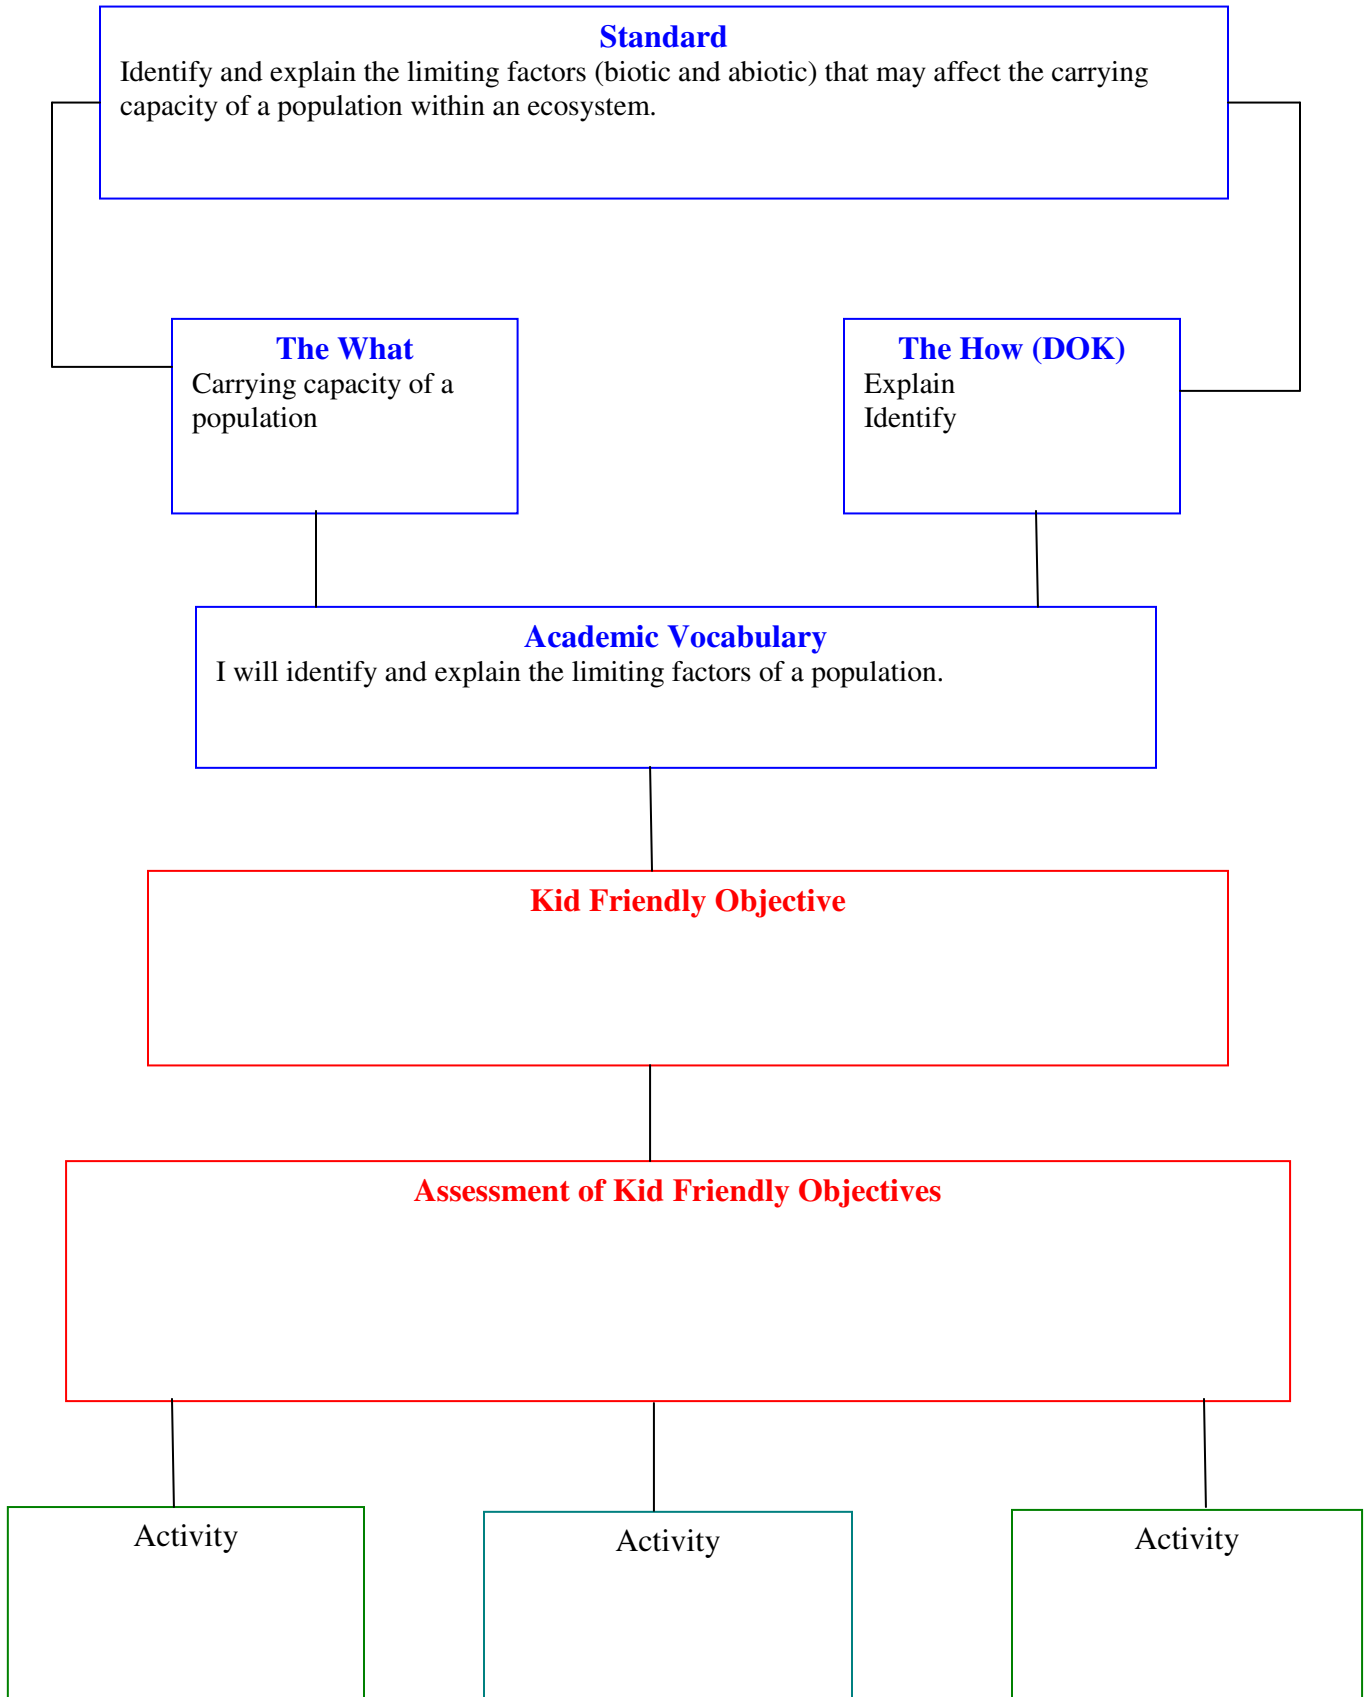 Standard
Identify and explain the limiting factors (biotic and abiotic) that may affect the carrying
capacity of a population within an ecosystem.
The What
Carrying capacity of a
population
The How (DOK)
Explain
Identify
Academic Vocabulary
I will identify and explain the limiting factors of a population.
Kid Friendly Objective
Assessment of Kid Friendly Objectives
Activity
Activity
Activity